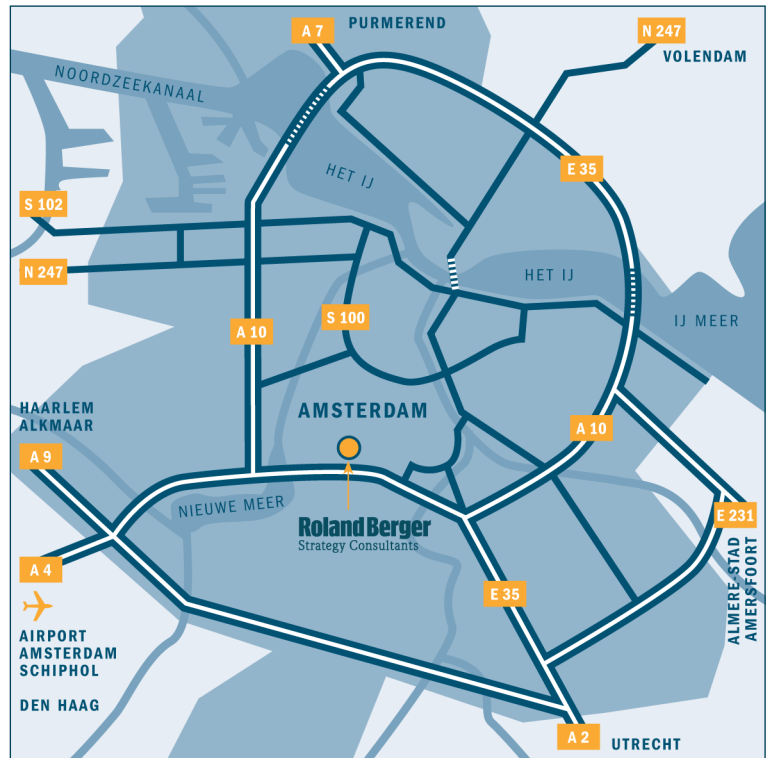 A 7
PURMEREND
N 247
VOLENDAM
NOORDZEEKANAAL
E 35
HET IJ
S 102
N 247
HET IJ
S 100
A 10
IJ MEER
HAARLEM
ALKMAAR
AMSTERDAM
A 10
A 9
NIEUWE MEER
Roland Berger
Strategy Consultants
E 231
A 4
E 35
ALMERE-STAD
AMERSFOORT
AIRPORT
AMSTERDAM
SCHIPHOL
DEN HAAG
A 2
UTRECHT